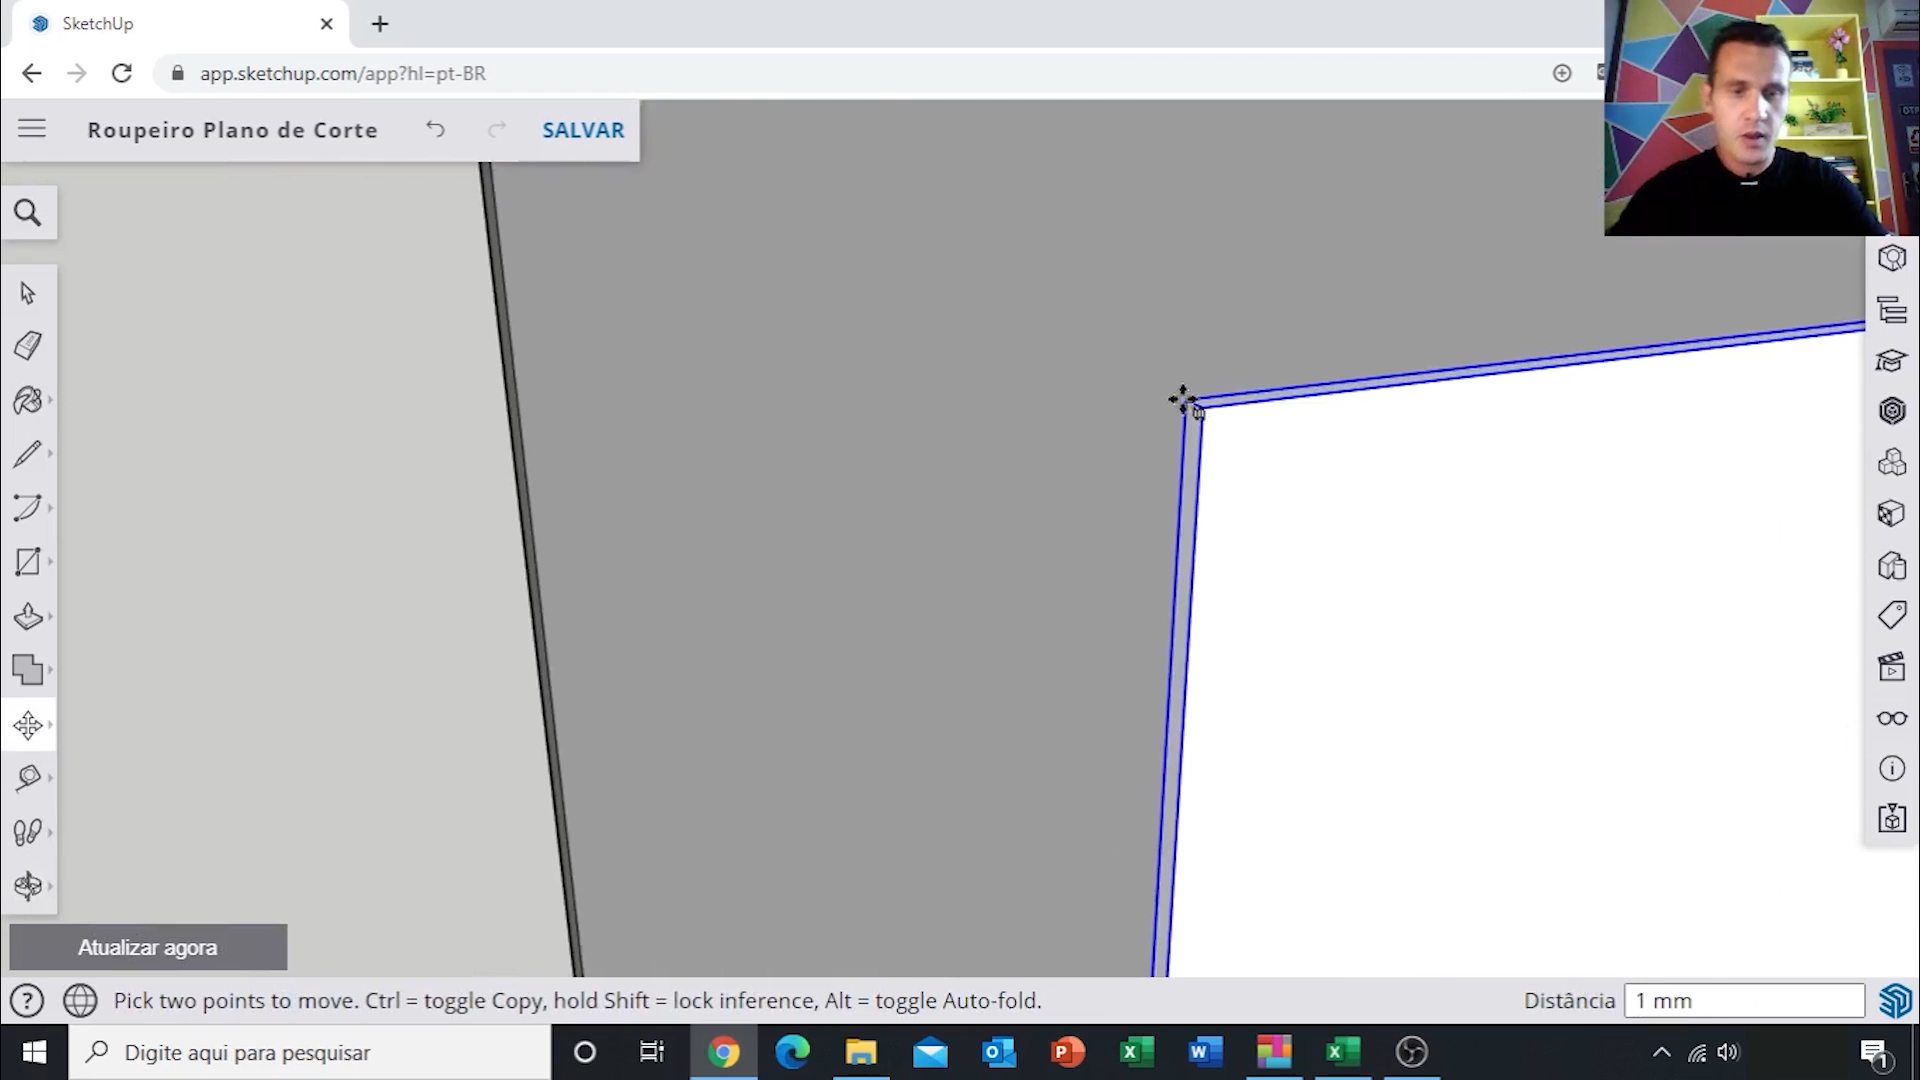 SketchUp
app.sketchup.com/app?hl=pt-BR
Roupeiro Plano de Corte
SALVAR
Atualizar agora
Pick two points to move. Ctrl = toggle Copy, hold Shift = lock inference, Alt = toggle Auto-fold.
Distância
1 mm
Digite aqui para pesquisar
1